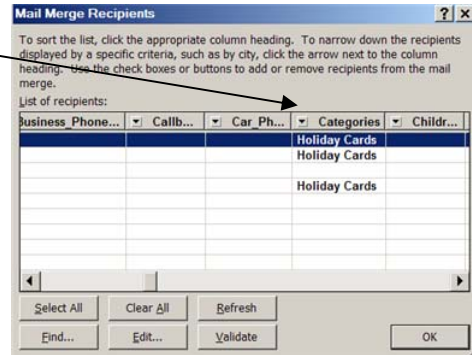 Mail Merge Recipients
To sort the list, click the appropriate column heading. To narrow down the recipients
displayed by a specific criteria, such as by city, click the arrow next to the column
heading. Use the check boxes or buttons to add or remove recipients from the mail
merge.
List of recipients:
Business_Phone... Callb... Car_Ph... Categories Childr...
Holiday Cards
Holiday Cards
Holiday Cards
Select All Clear All Refresh
Find... Edit... Validate OK